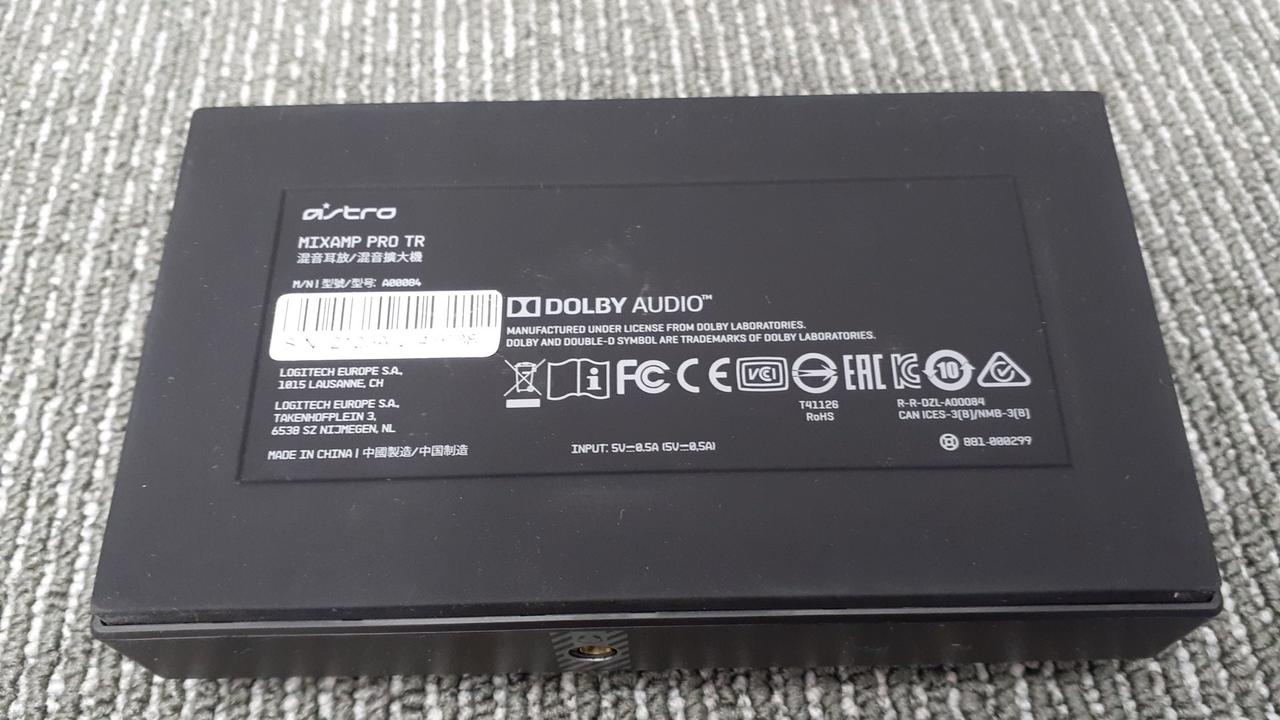 astro
MIXAMP PRO TR
混音耳放/混音擴大機
M/N | 型號/型号: A00084
S/N
DOLBY AUDIO™
MANUFACTURED UNDER LICENSE FROM DOLBY LABORATORIES.
DOLBY AND DOUBLE-D SYMBOL ARE TRADEMARKS OF DOLBY LABORATORIES.
LOGITECH EUROPE S.A.,
1015 LAUSANNE, CH
LOGITECH EUROPE S.A.,
TAKENHOFPLEIN 3,
6538 SZ NIJMEGEN, NL
MADE IN CHINA | 中國製造/中国制造
i FC CE VCI EAC KC 10
T41126
RoHS
R-R-DZL-A00084
CAN ICES-3(B)/NMB-3(B)
INPUT: 5V⎓0.5A (5V⎓0,5A)
881-000299